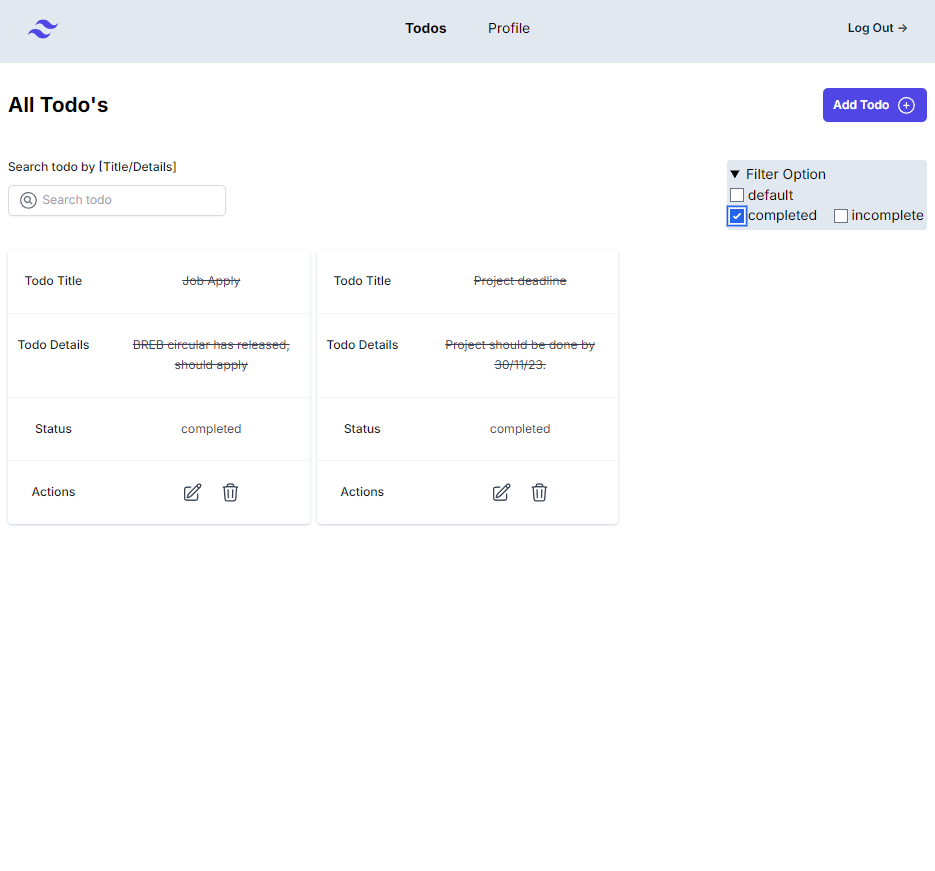 Todos Profile Log Out →
All Todo's
Add Todo
Search todo by [Title/Details]
Search todo
▼ Filter Option
default
completed incomplete
Todo Title Job Apply
Todo Details BREB circular has released,
should apply
Status completed
Actions
Todo Title Project deadline
Todo Details Project should be done by
30/11/23.
Status completed
Actions